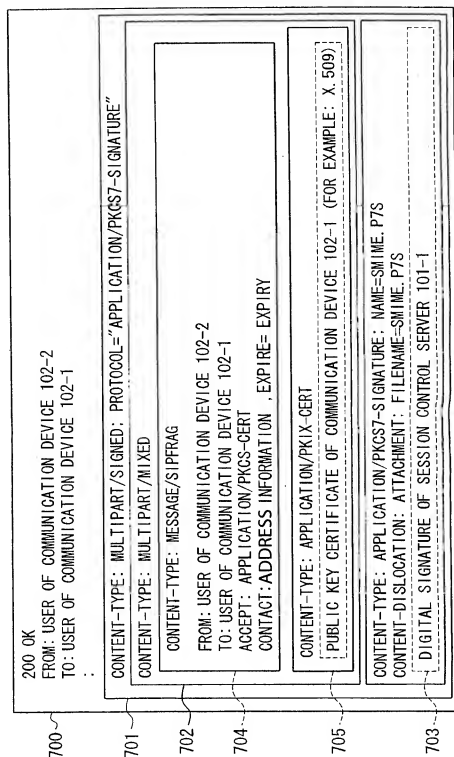 200 OK
FROM: USER OF COMMUNICATION DEVICE 102-2
TO: USER OF COMMUNICATION DEVICE 102-1
:
CONTENT-TYPE: MULTIPART/SIGNED; PROTOCOL="APPLICATION/PKCS7-SIGNATURE"
CONTENT-TYPE: MULTIPART/MIXED
CONTENT-TYPE: MESSAGE/SIPFRAG
FROM: USER OF COMMUNICATION DEVICE 102-2
TO: USER OF COMMUNICATION DEVICE 102-1
ACCEPT: APPLICATION/PKCS-CERT
CONTACT: ADDRESS INFORMATION , EXPIRE= EXPIRY
CONTENT-TYPE: APPLICATION/PKIX-CERT
PUBLIC KEY CERTIFICATE OF COMMUNICATION DEVICE 102-1 (FOR EXAMPLE: X.509)
CONTENT-TYPE: APPLICATION/PKCS7-SIGNATURE; NAME=SMIME.P7S
CONTENT-DISLOCATION: ATTACHMENT; FILENAME=SMIME.P7S
DIGITAL SIGNATURE OF SESSION CONTROL SERVER 101-1
700
701
702
704
705
703